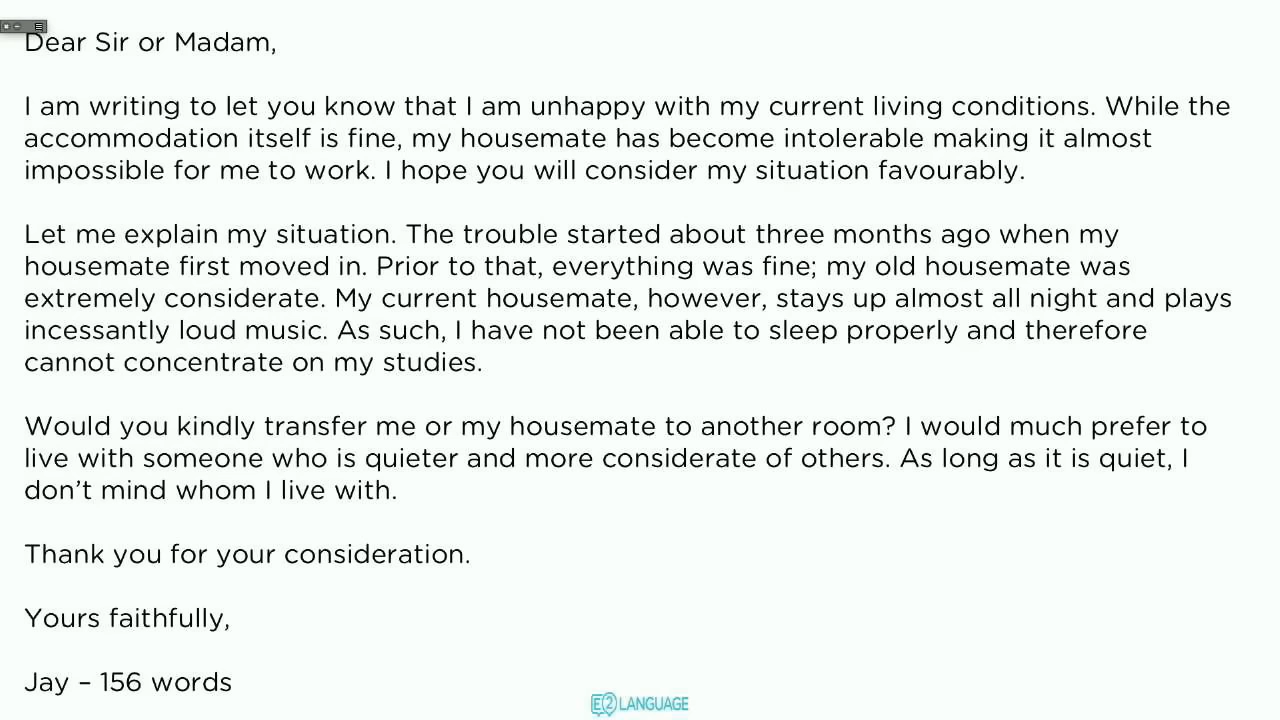 Dear Sir or Madam,
I am writing to let you know that I am unhappy with my current living conditions. While the
accommodation itself is fine, my housemate has become intolerable making it almost
impossible for me to work. I hope you will consider my situation favourably.
Let me explain my situation. The trouble started about three months ago when my
housemate first moved in. Prior to that, everything was fine; my old housemate was
extremely considerate. My current housemate, however, stays up almost all night and plays
incessantly loud music. As such, I have not been able to sleep properly and therefore
cannot concentrate on my studies.
Would you kindly transfer me or my housemate to another room? I would much prefer to
live with someone who is quieter and more considerate of others. As long as it is quiet, I
don’t mind whom I live with.
Thank you for your consideration.
Yours faithfully,
Jay – 156 words
E2 LANGUAGE